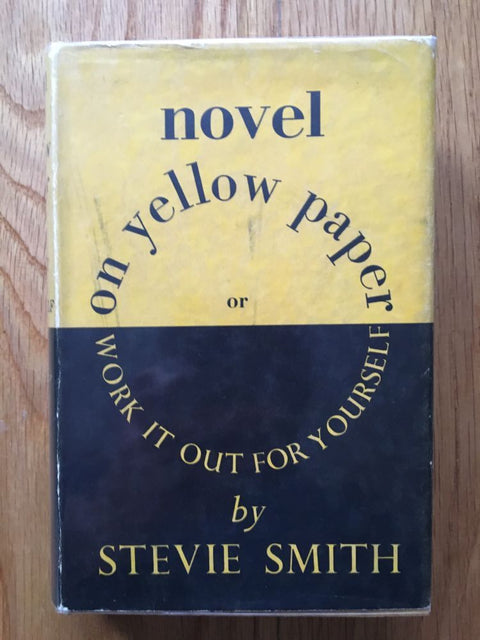 novel
on yellow paper
or
WORK IT OUT FOR YOURSELF
by
STEVIE SMITH